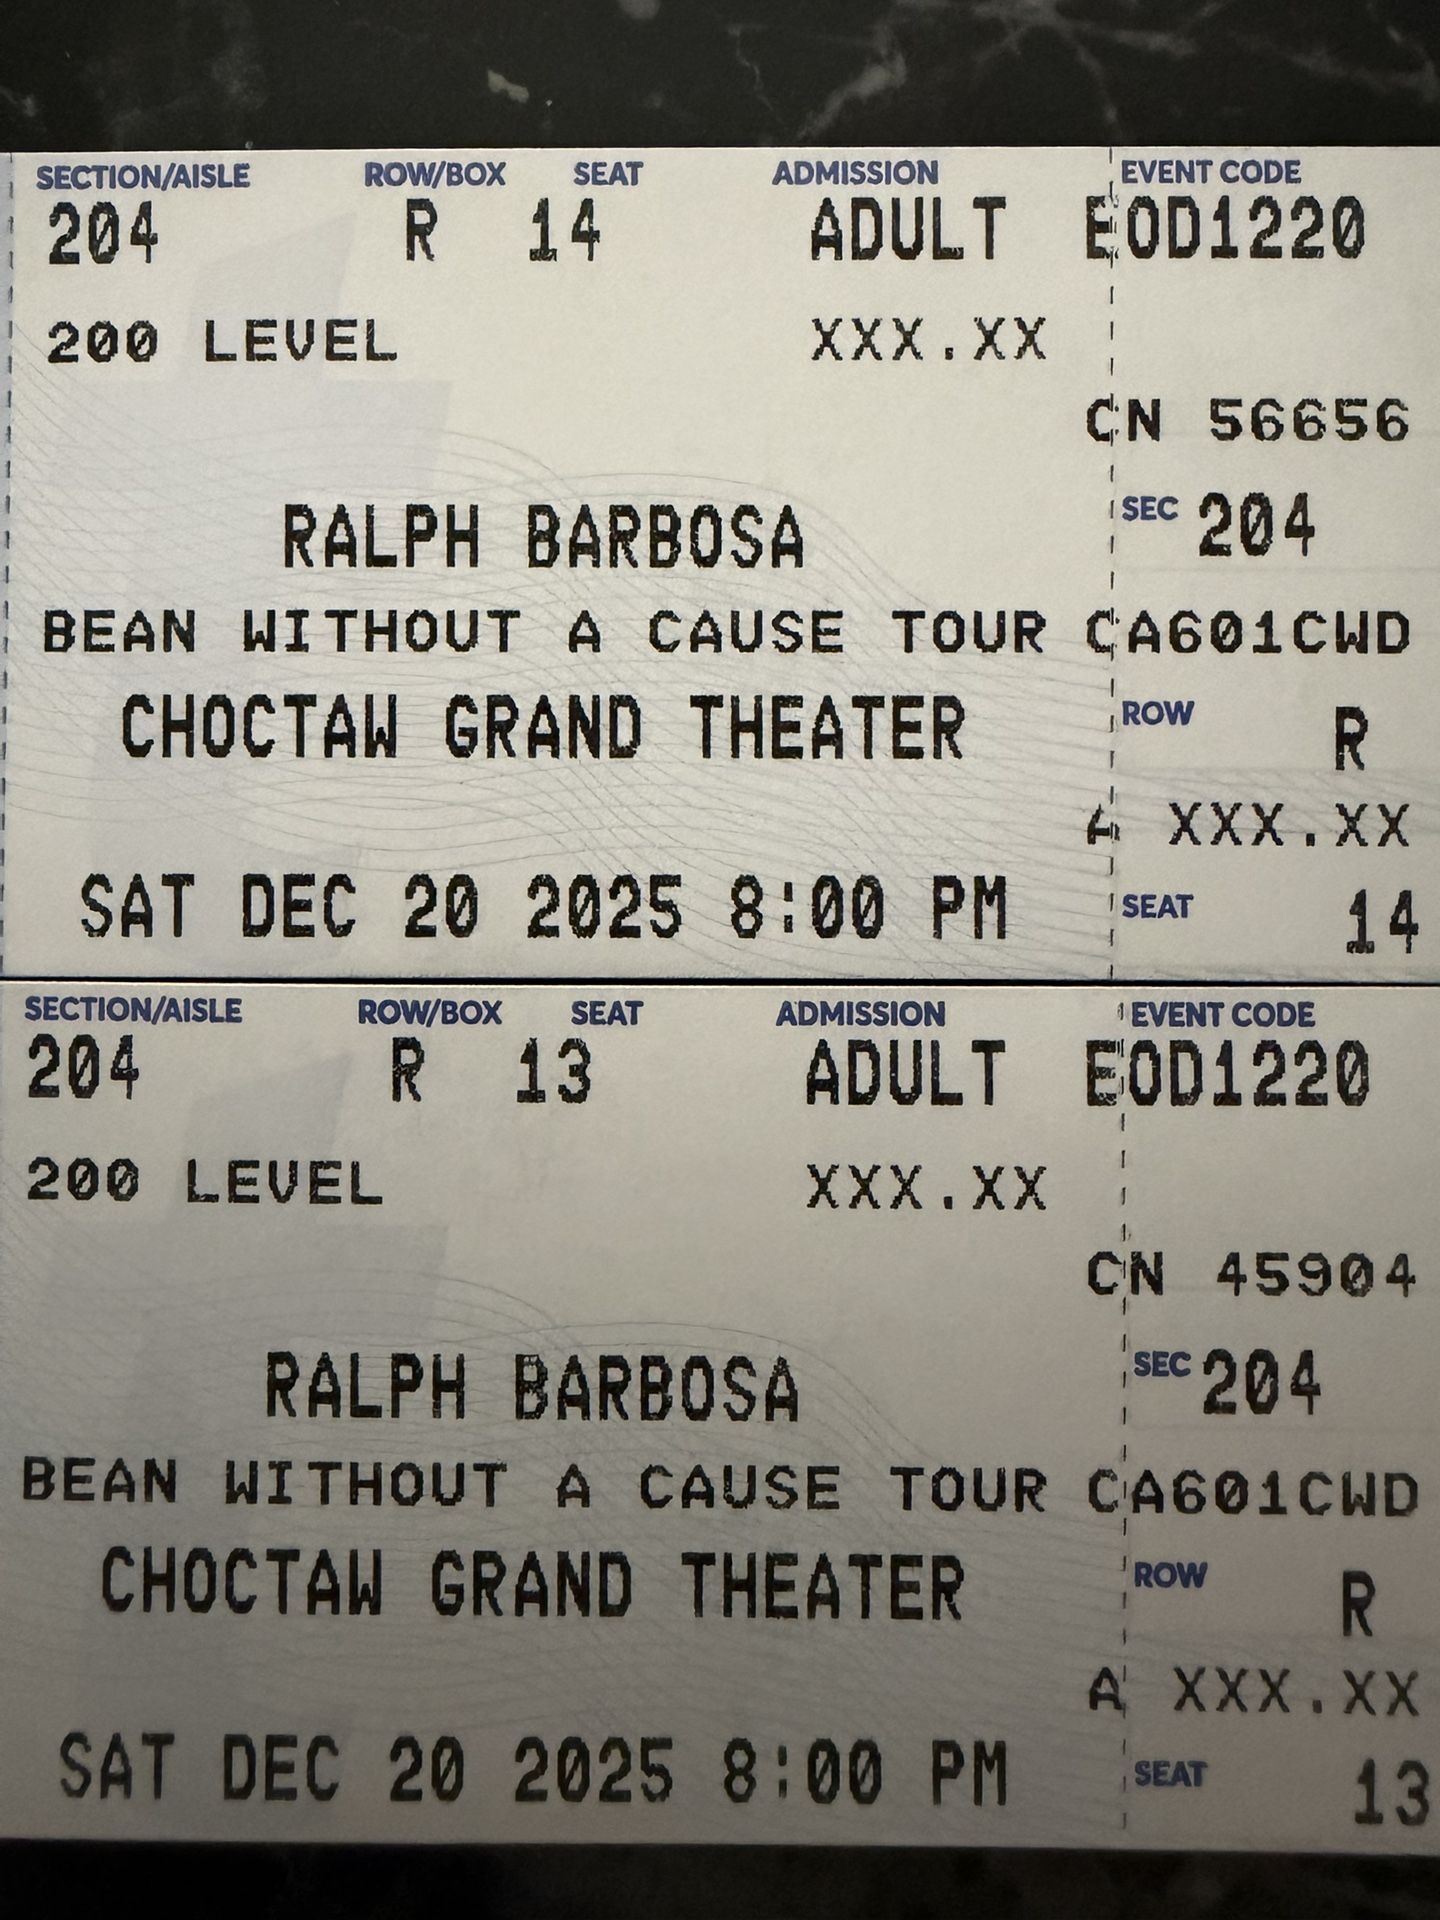 SECTION/AISLE ROW/BOX SEAT ADMISSION EVENT CODE
204 R 14 ADULT EOD1220
200 LEVEL XXX.XX
CN 56656
RALPH BARBOSA SEC 204
BEAN WITHOUT A CAUSE TOUR CA601CWD
CHOCTAW GRAND THEATER ROW R
A XXX.XX
SAT DEC 20 2025 8:00 PM SEAT 14
SECTION/AISLE ROW/BOX SEAT ADMISSION EVENT CODE
204 R 13 ADULT EOD1220
200 LEVEL XXX.XX
CN 45904
RALPH BARBOSA SEC 204
BEAN WITHOUT A CAUSE TOUR CA601CWD
CHOCTAW GRAND THEATER ROW R
A XXX.XX
SAT DEC 20 2025 8:00 PM SEAT 13